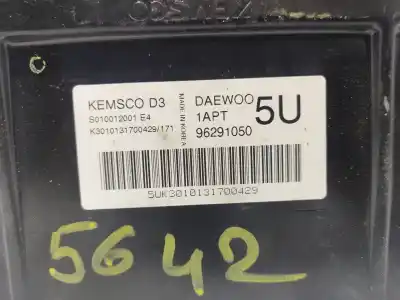 KEMSCO D3
S010012001 E4
K3010131700429/171
MADE IN KOREA
DAEWOO
1APT
96291050
5U
5UK3010131700429
5642